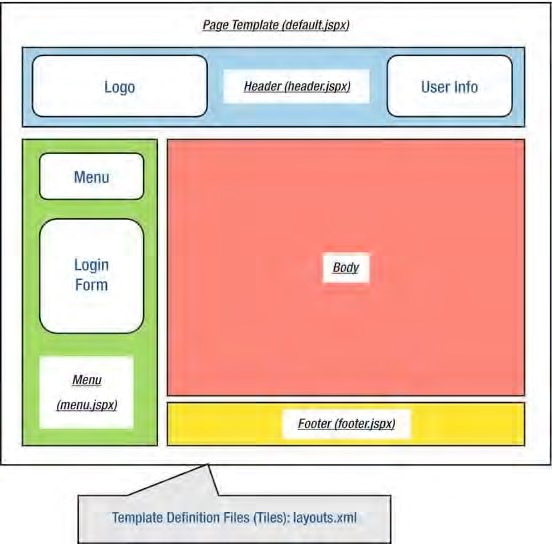 Page Template (default.jspx)
Logo
Header (header.jspx)
User Info
Menu
Login
Form
Menu
(menu.jspx)
Body
Footer (footer.jspx)
Template Definition Files (Tiles): layouts.xml